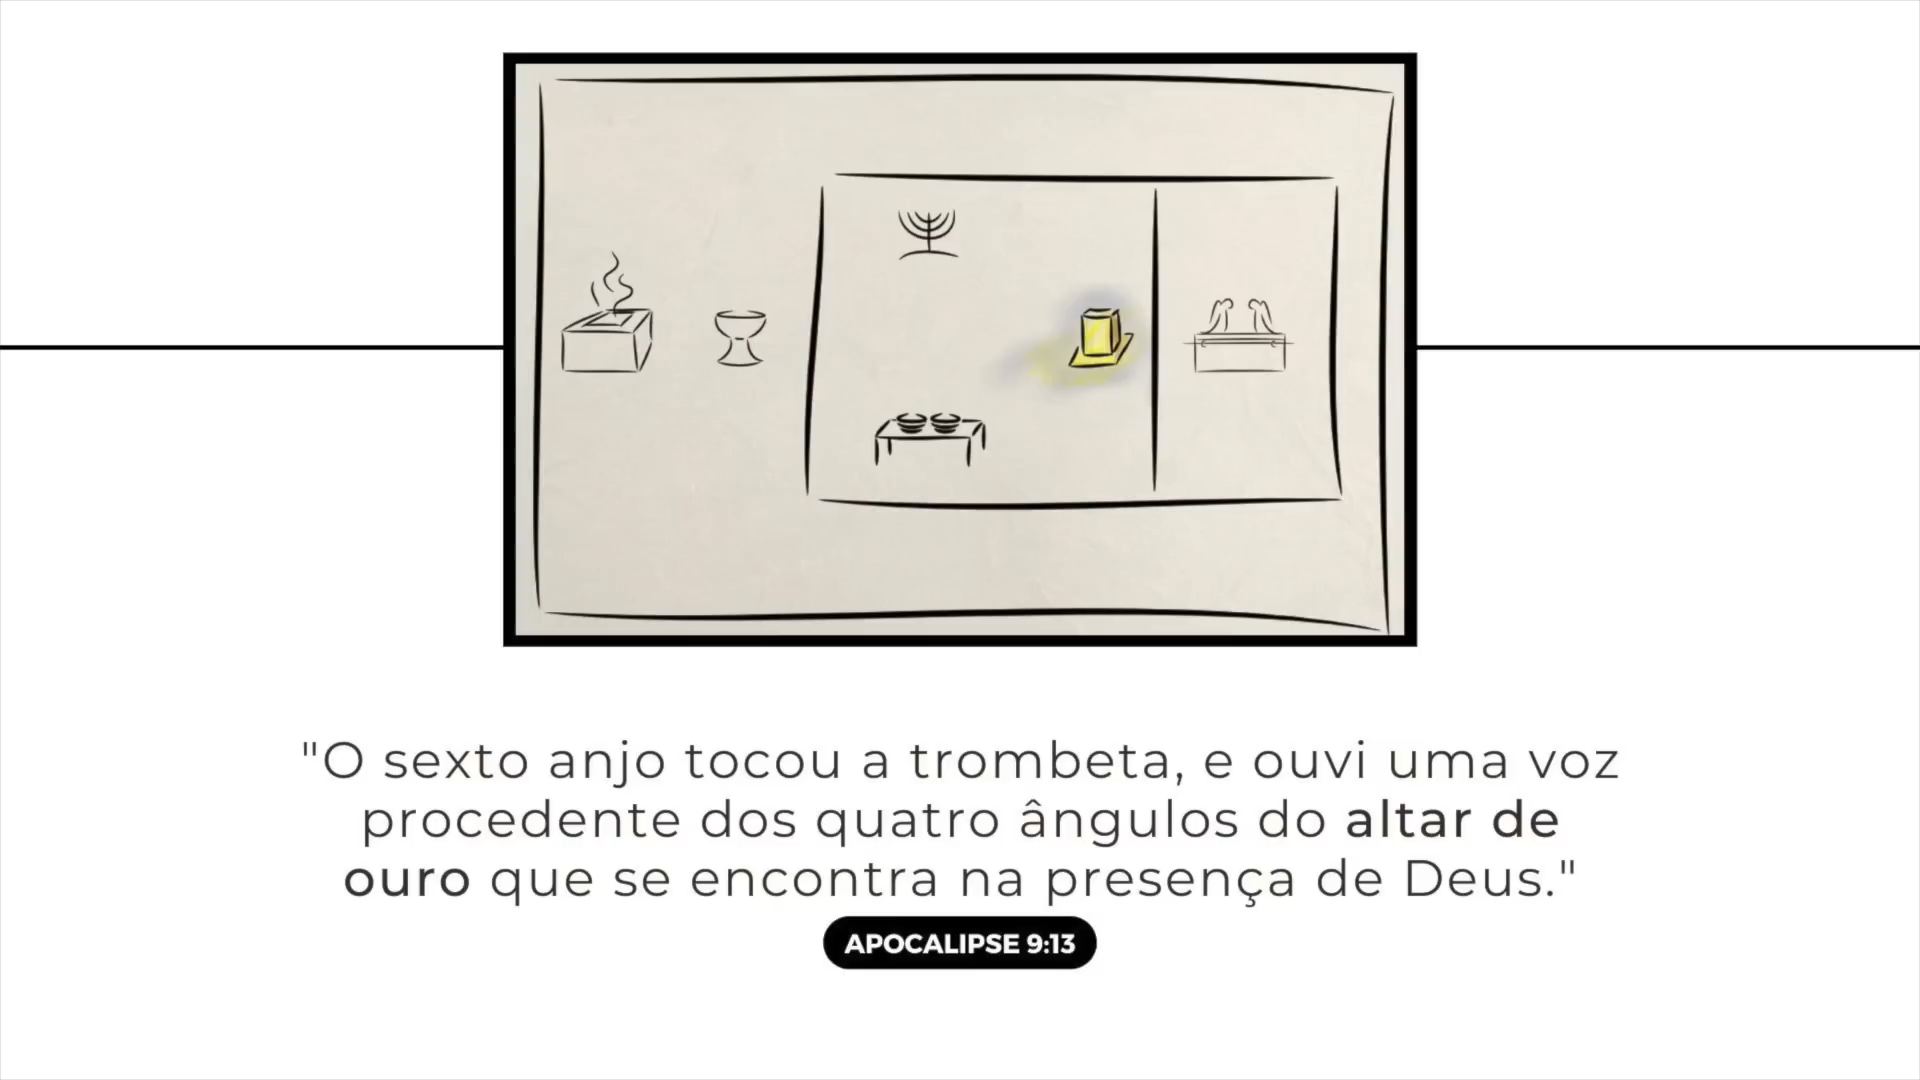 "O sexto anjo tocou a trombeta, e ouvi uma voz
procedente dos quatro ângulos do altar de
ouro que se encontra na presença de Deus."
APOCALIPSE 9:13